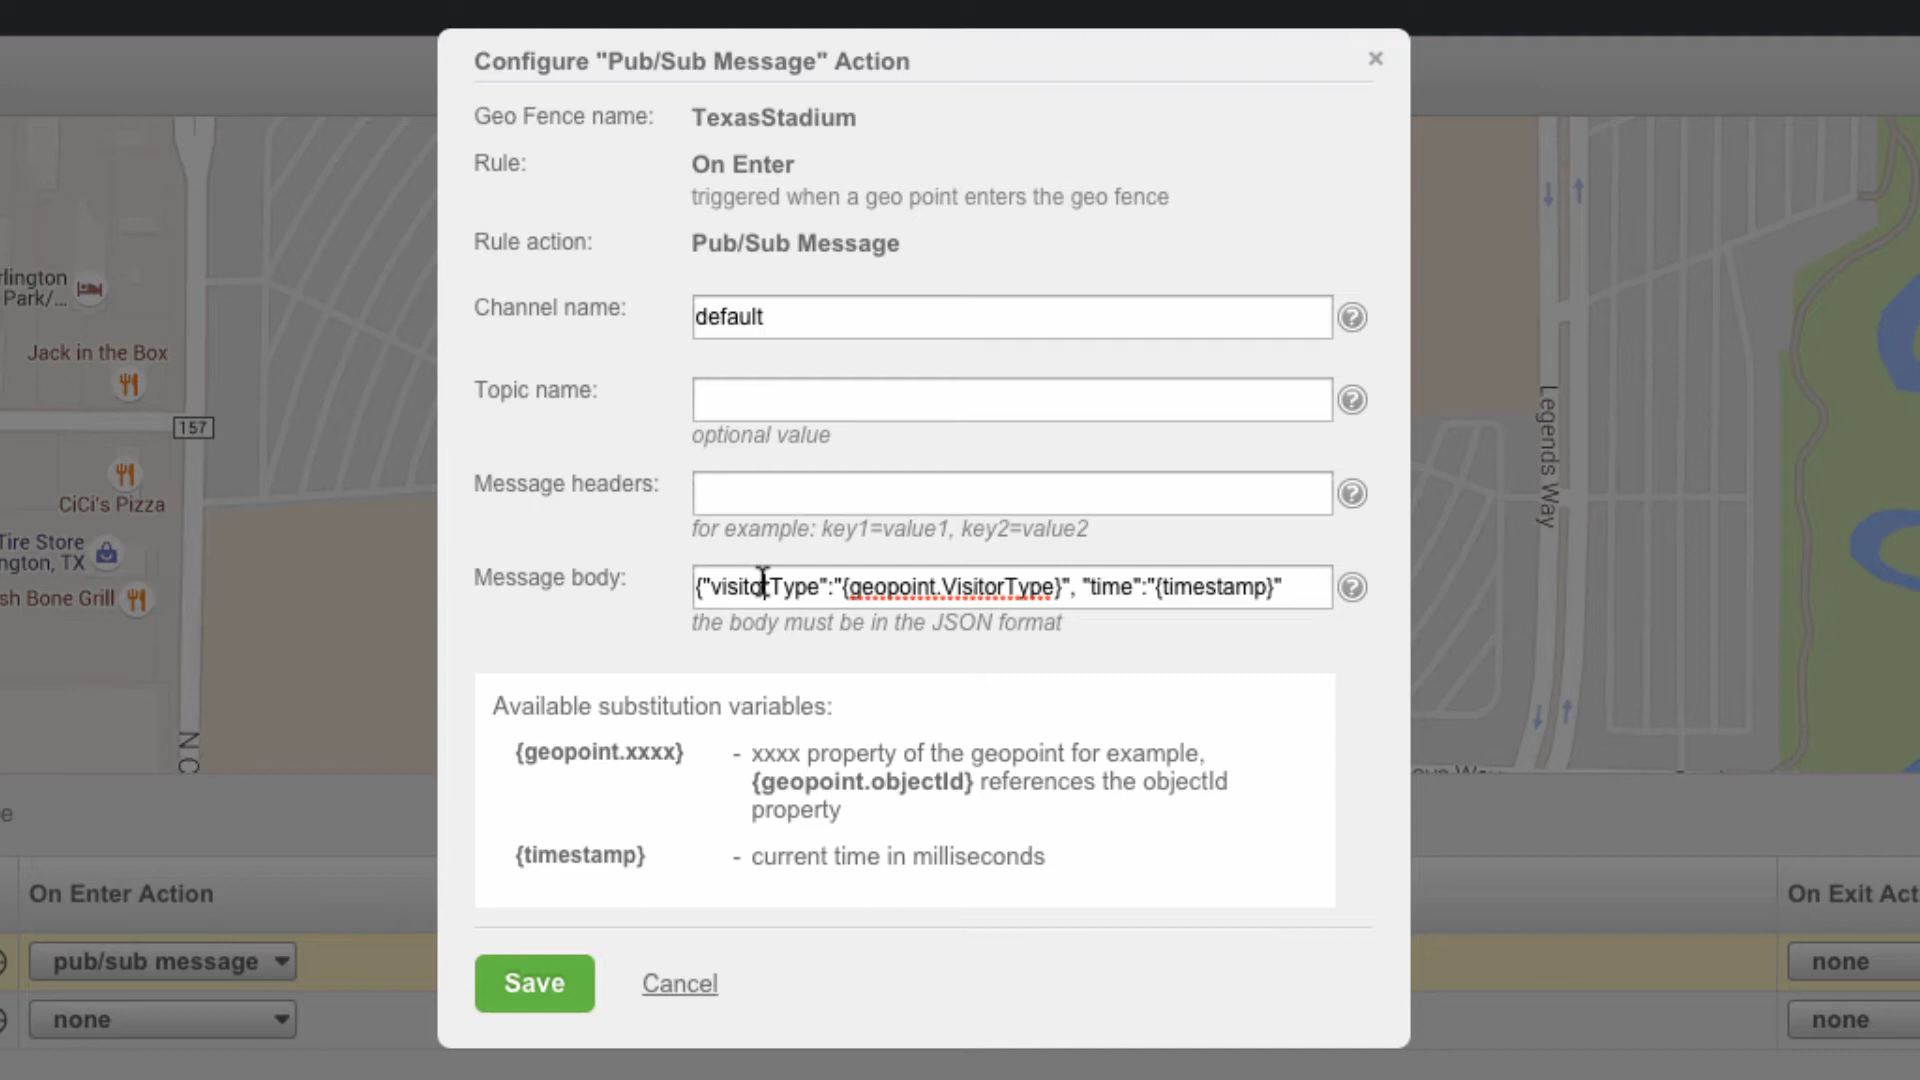 Configure "Pub/Sub Message" Action
×
Geo Fence name: TexasStadium
Rule: On Enter
triggered when a geo point enters the geo fence
Rule action: Pub/Sub Message
Channel name: default ?
Topic name: ?
optional value
Message headers: ?
for example: key1=value1, key2=value2
Message body: {"visitorType":"{geopoint.VisitorType}", "time":"{timestamp}" ?
the body must be in the JSON format
Available substitution variables:
{geopoint.xxxx} - xxxx property of the geopoint for example,
{geopoint.objectId} references the objectId
property
{timestamp} - current time in milliseconds
Save Cancel
rlington
Park/...
Jack in the Box
157
CiCi's Pizza
Tire Store
ngton, TX
sh Bone Grill
N C
Legends Way
e
On Enter Action
On Exit Act
pub/sub message
none
none
none